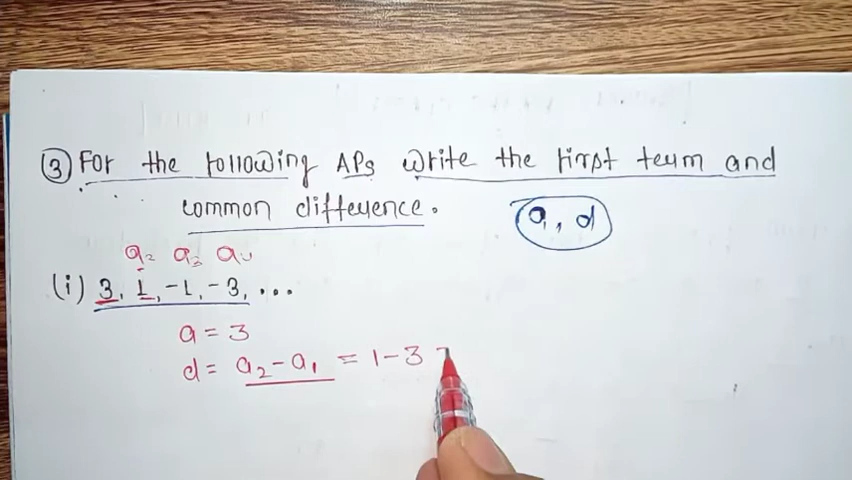 ③ For the following APs write the first term and
common difference.
a, d
a₂ a₃ a₄
(i) 3, 1, -1, -3, ...
a = 3
d = a₂ - a₁ = 1 - 3